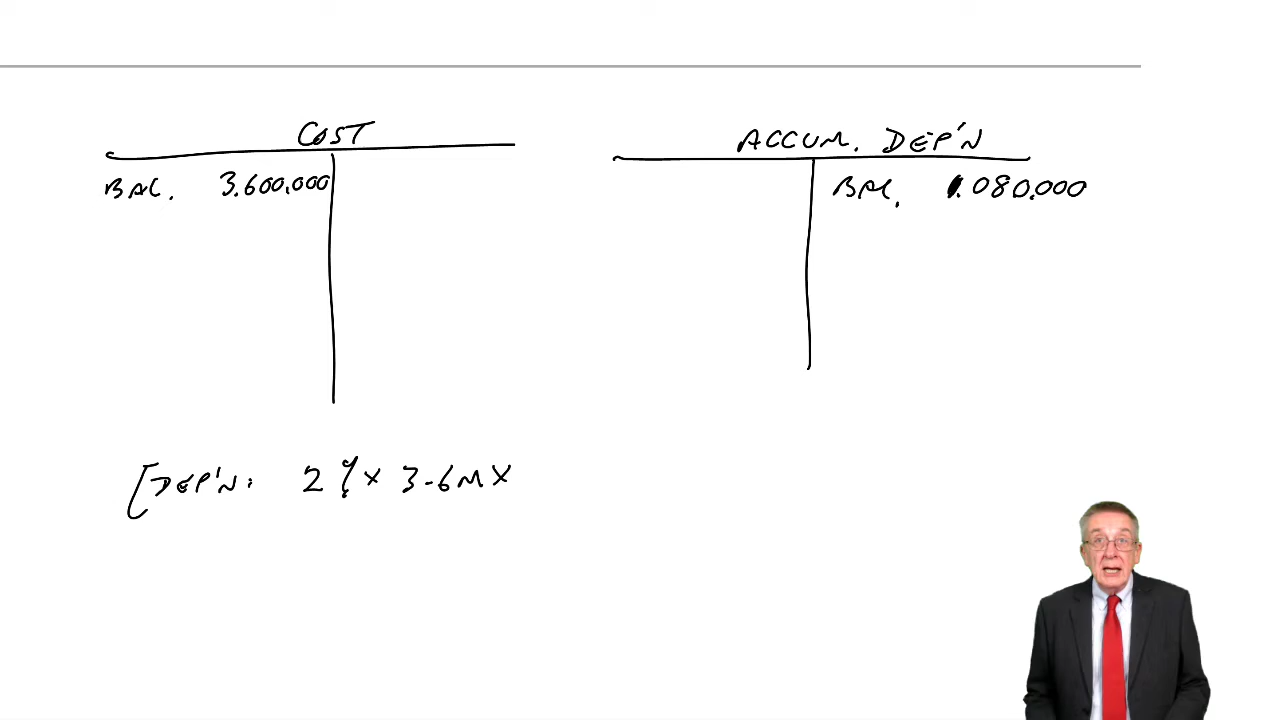 COST
BAL. 3.600.000
ACCUM. DEP'N
BAL. 1.080.000
[DEP'N: 2% x 3.6M x